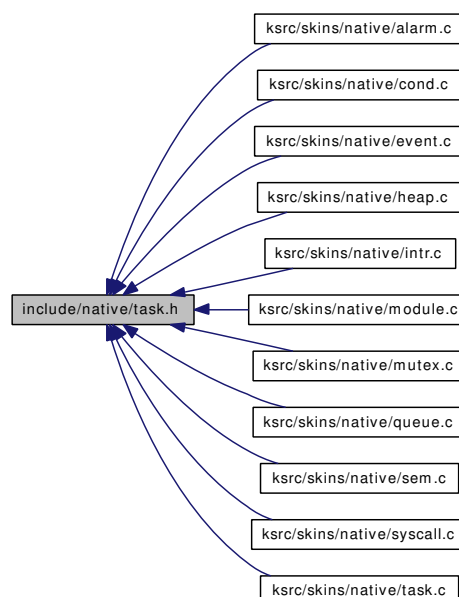 ksrc/skins/native/alarm.c
ksrc/skins/native/cond.c
ksrc/skins/native/event.c
ksrc/skins/native/heap.c
ksrc/skins/native/intr.c
include/native/task.h
ksrc/skins/native/module.c
ksrc/skins/native/mutex.c
ksrc/skins/native/queue.c
ksrc/skins/native/sem.c
ksrc/skins/native/syscall.c
ksrc/skins/native/task.c